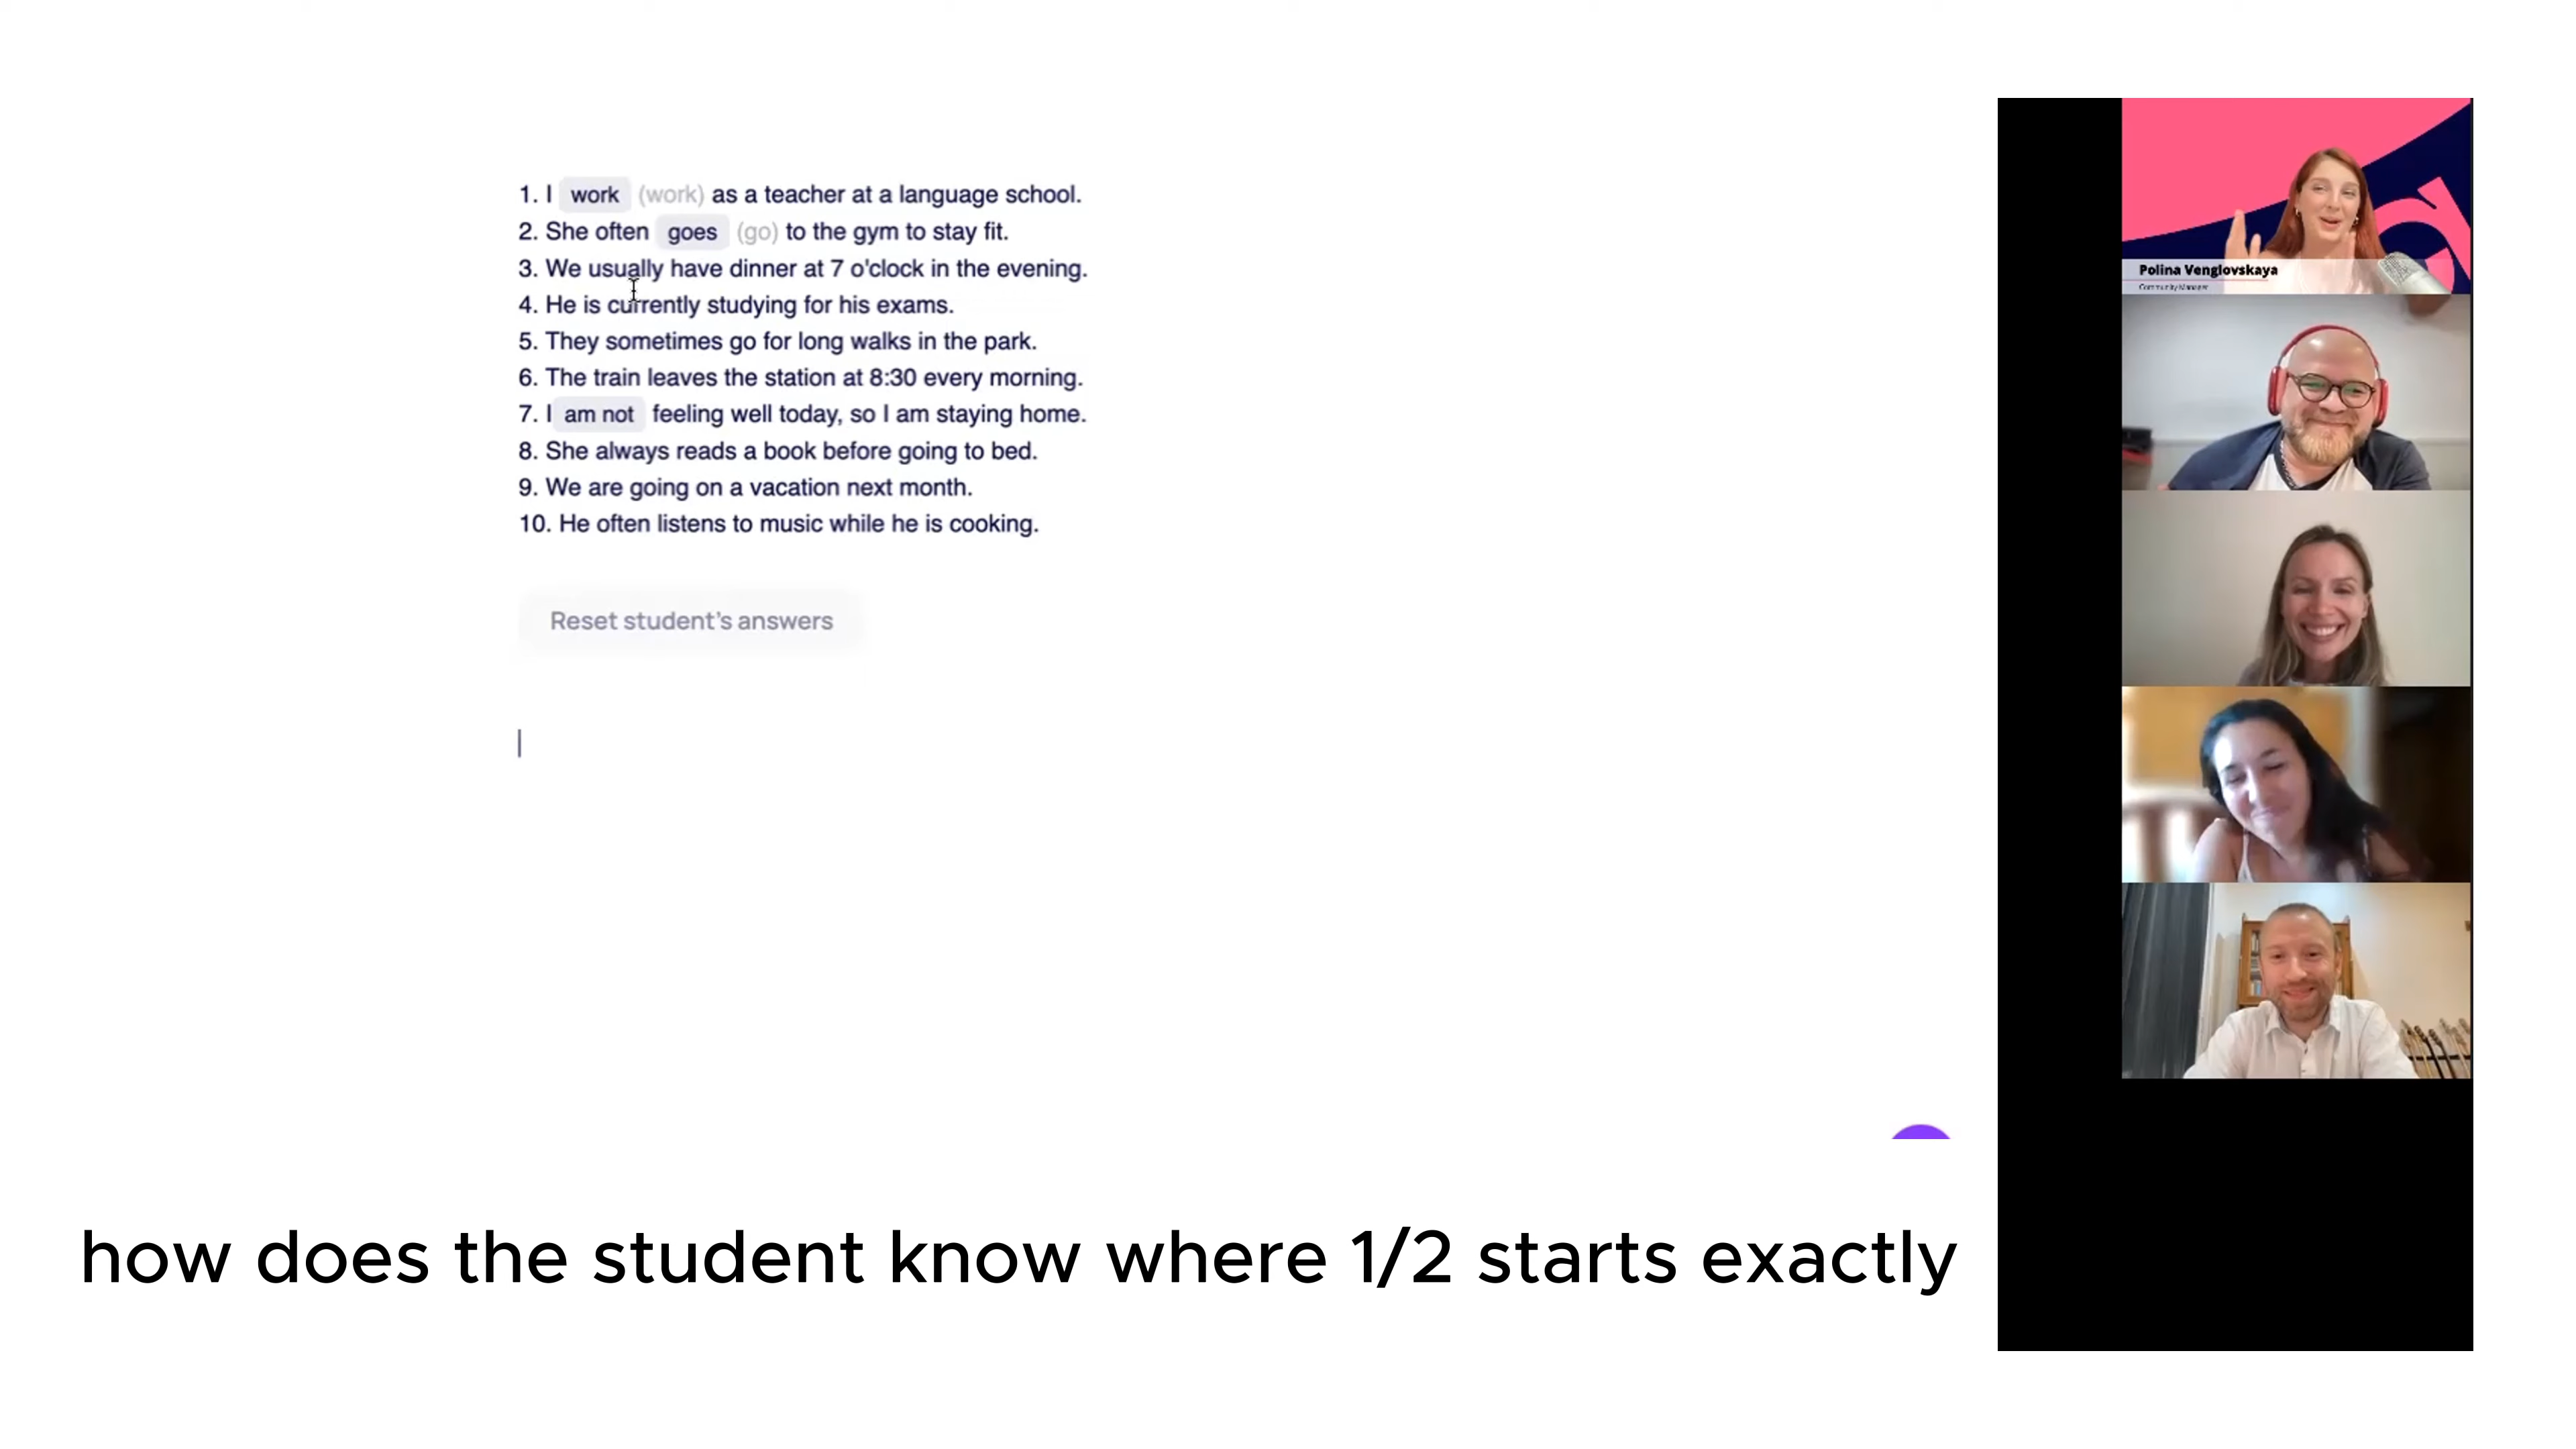 1. I work (work) as a teacher at a language school.
2. She often goes (go) to the gym to stay fit.
3. We usually have dinner at 7 o'clock in the evening.
4. He is currently studying for his exams.
5. They sometimes go for long walks in the park.
6. The train leaves the station at 8:30 every morning.
7. I am not feeling well today, so I am staying home.
8. She always reads a book before going to bed.
9. We are going on a vacation next month.
10. He often listens to music while he is cooking.
Reset student's answers
Polina Venglovskaya
Community Manager
how does the student know where 1/2 starts exactly